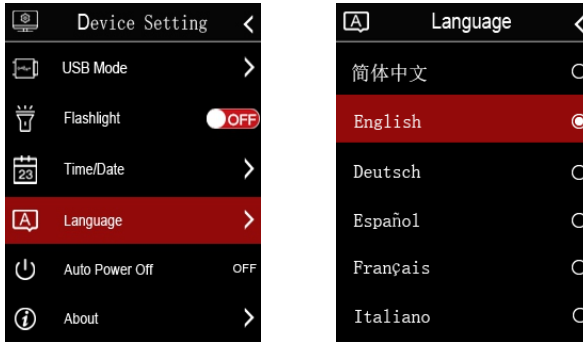 Device Setting
USB Mode
Flashlight OFF
23 Time/Date
A Language
Auto Power Off OFF
i About
A Language
简体中文
English
Deutsch
Español
Français
Italiano